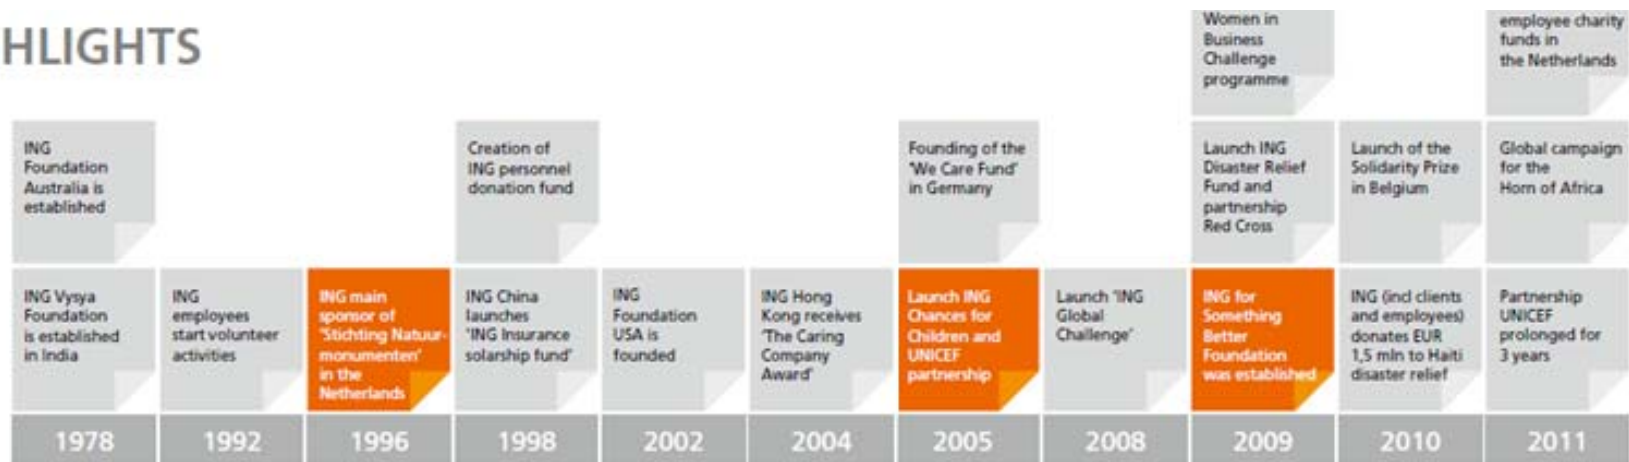 HLIGHTS
Women in
Business
Challenge
programme
employee charity
funds in
the Netherlands
ING
Foundation
Australia is
established
Creation of
ING personnel
donation fund
Founding of the
'We Care Fund'
in Germany
Launch ING
Disaster Relief
Fund and
partnership
Red Cross
Launch of the
Solidarity Prize
in Belgium
Global campaign
for the
Horn of Africa
ING Vysya
Foundation
is established
in India
ING
employees
start volunteer
activities
ING main
sponsor of
'Stichting Natuur-
monumenten'
in the
Netherlands
ING China
launches
'ING Insurance
solarship fund'
ING
Foundation
USA is
founded
ING Hong
Kong receives
'The Caring
Company
Award'
Launch ING
Chances for
Children and
UNICEF
partnership
Launch 'ING
Global
Challenge'
ING for
Something
Better
Foundation
was established
ING (incl clients
and employees)
donates EUR
1,5 mln to Haiti
disaster relief
Partnership
UNICEF
prolonged for
3 years
1978
1992
1996
1998
2002
2004
2005
2008
2009
2010
2011